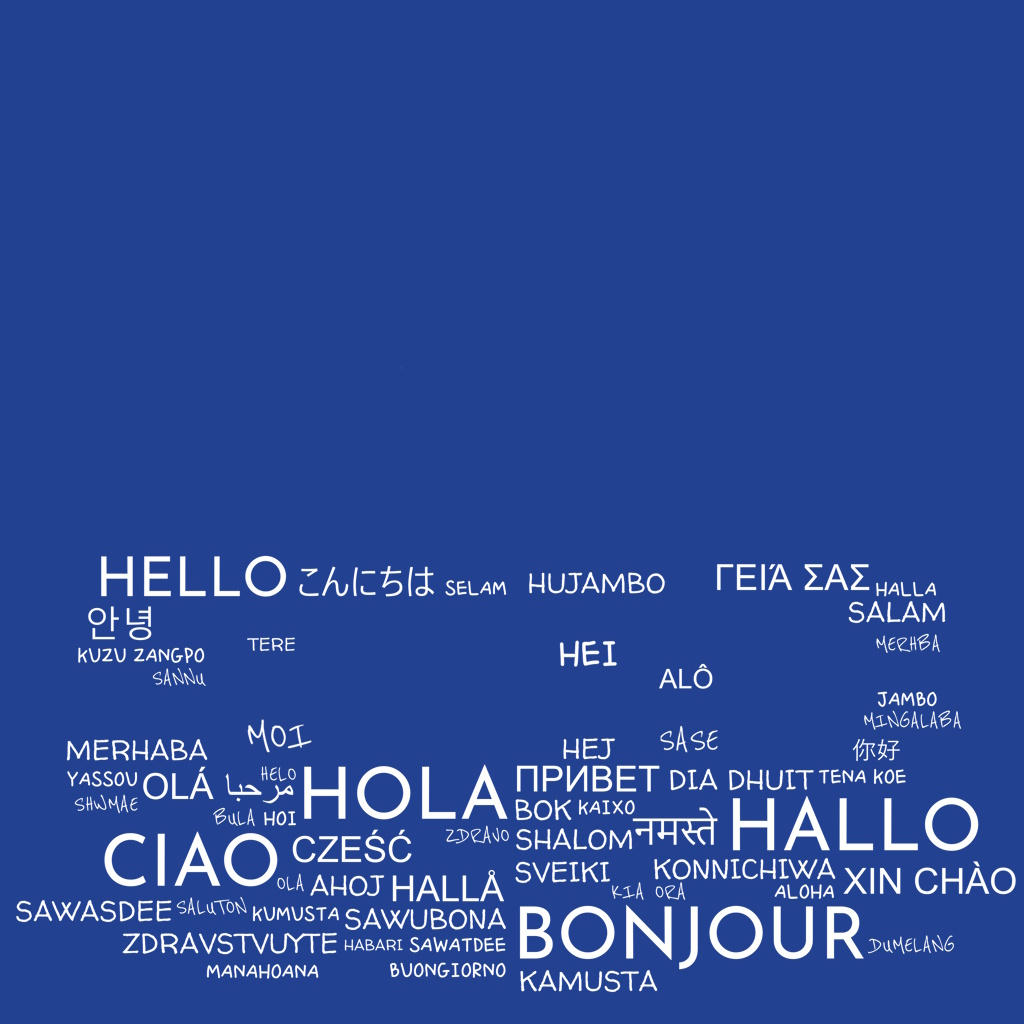 HELLO こんにちは SELAM HUJAMBO ΓΕΙΆ ΣΑΣ HALLA
안녕 SALAM
KUZU ZANGPO TERE HEI MERHBA
SANNU ALÔ
JAMBO
MINGALABA
MERHABA MOI HEJ SASE 你好
YASSOU OLÁ مرحبا HELO HOLA ПРИВЕТ DIA DHUIT TENA KOE
SHWMAE BULA HOI BOK KAIXO HALLO
ZDRAVO SHALOM नमस्ते
CIAO CZEŚĆ
OLA AHOJ HALLÅ SVEIKI KONNICHIWA XIN CHÀO
KIA ORA ALOHA
SAWASDEE SALUTON KUMUSTA SAWUBONA BONJOUR
ZDRAVSTVUYTE HABARI SAWATDEE DUMELANG
MANAHOANA BUONGIORNO KAMUSTA